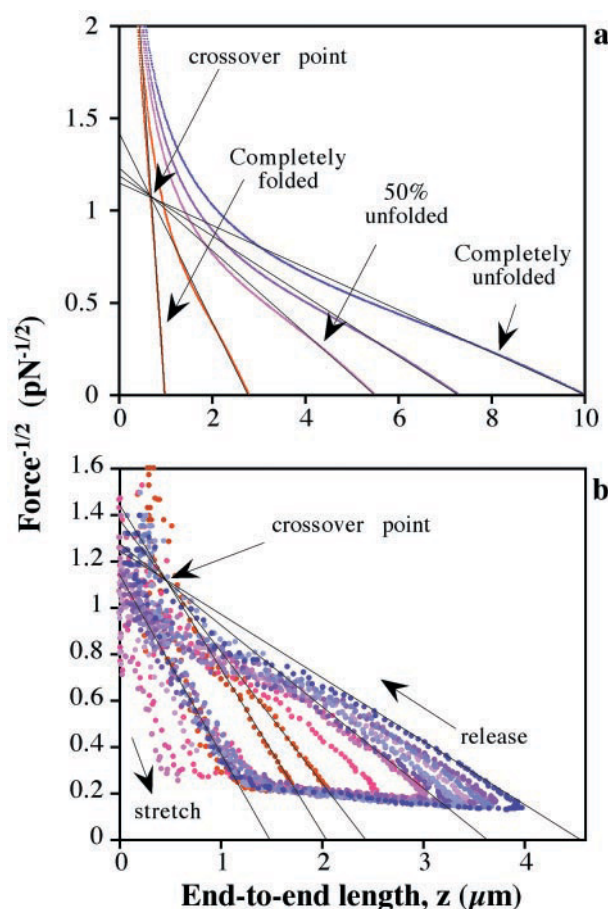 a
2
1.5
1
0.5
0
crossover point
Completely
folded
50%
unfolded
Completely
unfolded
0 2 4 6 8 10
Force-1/2 (pN-1/2)
b
1.6
1.4
1.2
1
0.8
0.6
0.4
0.2
0
crossover point
release
stretch
0 1 2 3 4
End-to-end length, z (µm)